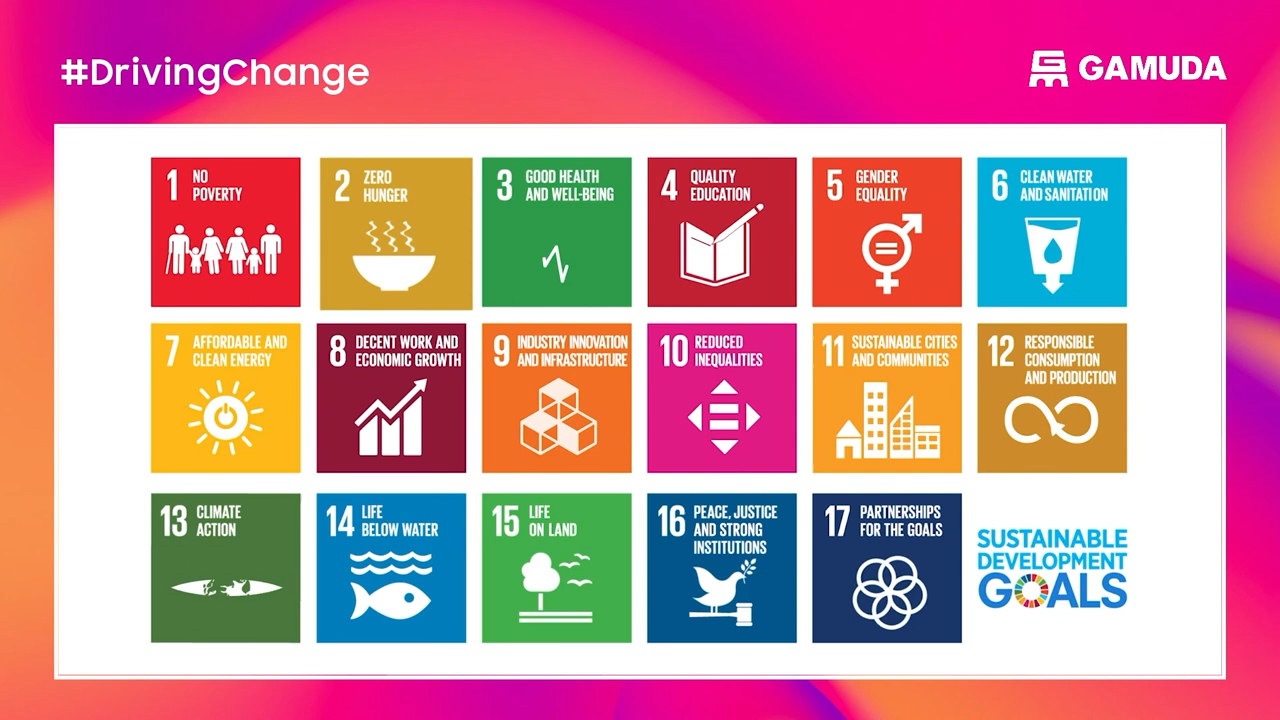 #DrivingChange
GAMUDA
1 NO
POVERTY
2 ZERO
HUNGER
3 GOOD HEALTH
AND WELL-BEING
4 QUALITY
EDUCATION
5 GENDER
EQUALITY
6 CLEAN WATER
AND SANITATION
7 AFFORDABLE AND
CLEAN ENERGY
8 DECENT WORK AND
ECONOMIC GROWTH
9 INDUSTRY INNOVATION
AND INFRASTRUCTURE
10 REDUCED
INEQUALITIES
11 SUSTAINABLE CITIES
AND COMMUNITIES
12 RESPONSIBLE
CONSUMPTION
AND PRODUCTION
13 CLIMATE
ACTION
14 LIFE
BELOW WATER
15 LIFE
ON LAND
16 PEACE, JUSTICE
AND STRONG
INSTITUTIONS
17 PARTNERSHIPS
FOR THE GOALS
SUSTAINABLE
DEVELOPMENT
GOALS